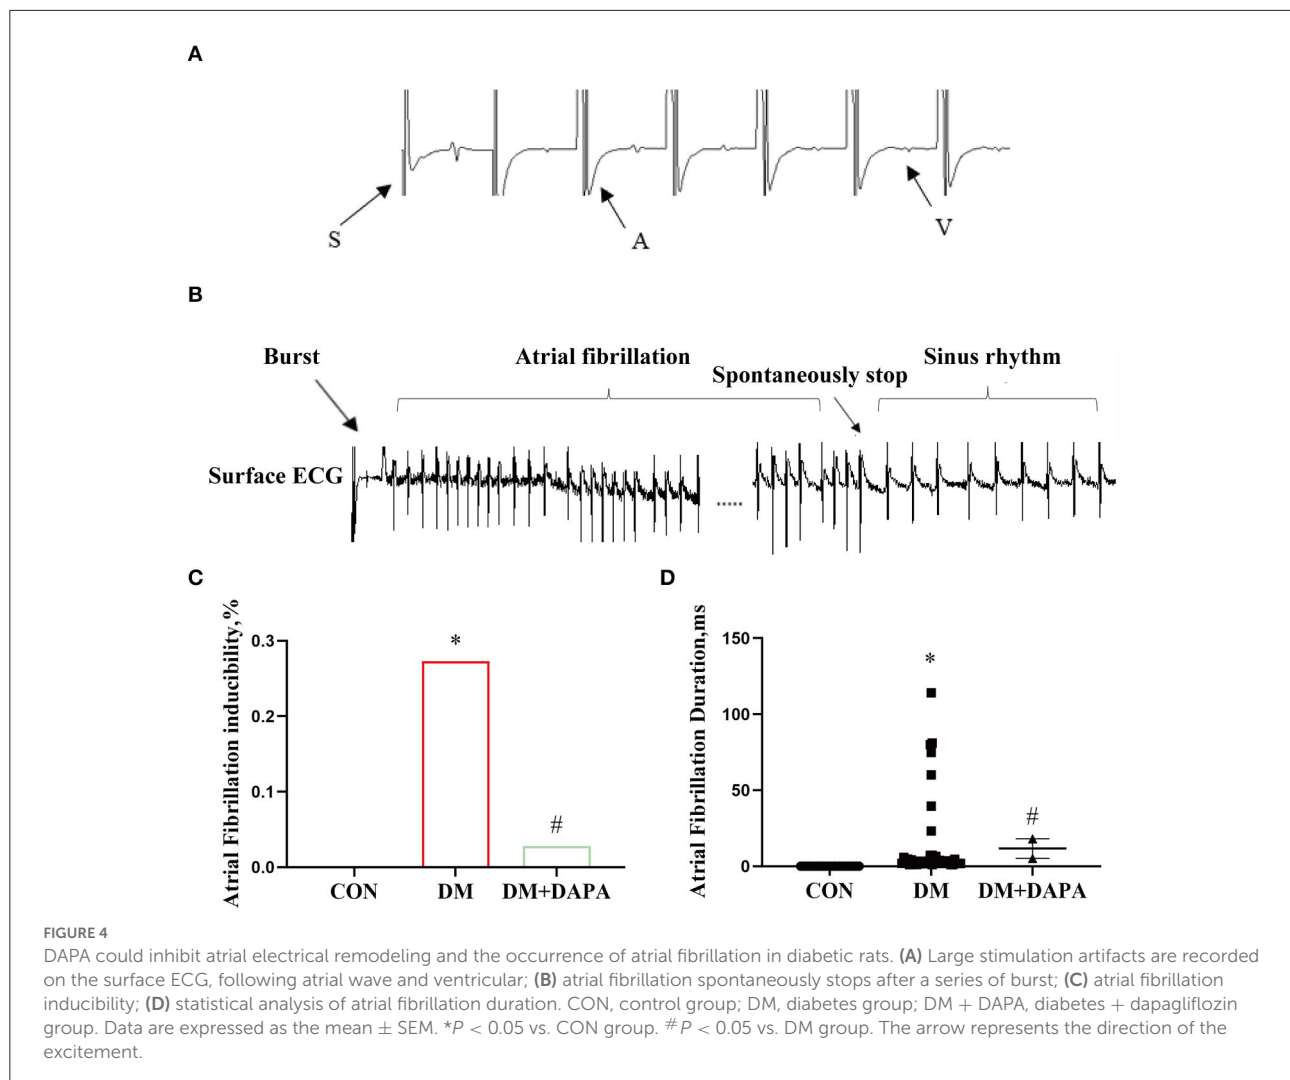 A
S
A
V
B
Burst
Atrial fibrillation
Sinus rhythm
Spontaneously stop
Surface ECG
.....
C
D
Atrial Fibrillation inducibility,%
0.3
0.2
0.1
0.0
*
#
CON
DM
DM+DAPA
Atrial Fibrillation Duration,ms
150
100
50
0
*
#
CON
DM
DM+DAPA
FIGURE 4
DAPA could inhibit atrial electrical remodeling and the occurrence of atrial fibrillation in diabetic rats. (A) Large stimulation artifacts are recorded
on the surface ECG, following atrial wave and ventricular; (B) atrial fibrillation spontaneously stops after a series of burst; (C) atrial fibrillation
inducibility; (D) statistical analysis of atrial fibrillation duration. CON, control group; DM, diabetes group; DM + DAPA, diabetes + dapagliflozin
group. Data are expressed as the mean ± SEM. *P < 0.05 vs. CON group. #P < 0.05 vs. DM group. The arrow represents the direction of the
excitement.